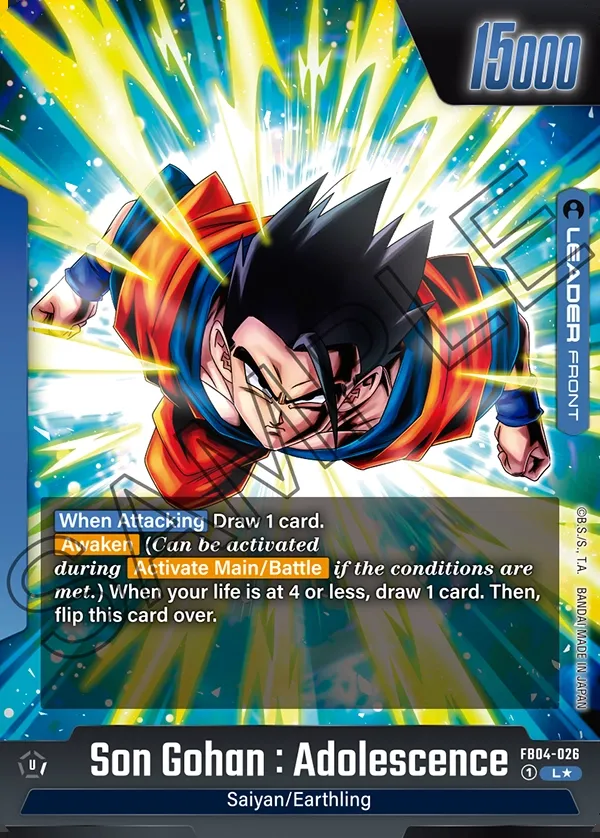 15000
LEADER FRONT
SAMPLE
When Attacking Draw 1 card.
Awaken (Can be activated
during Activate Main/Battle if the conditions are
met.) When your life is at 4 or less, draw 1 card. Then,
flip this card over.
©B.S./S., T.A. BANDAI MADE IN JAPAN
U
Son Gohan : Adolescence
FB04-026
1 L★
Saiyan/Earthling